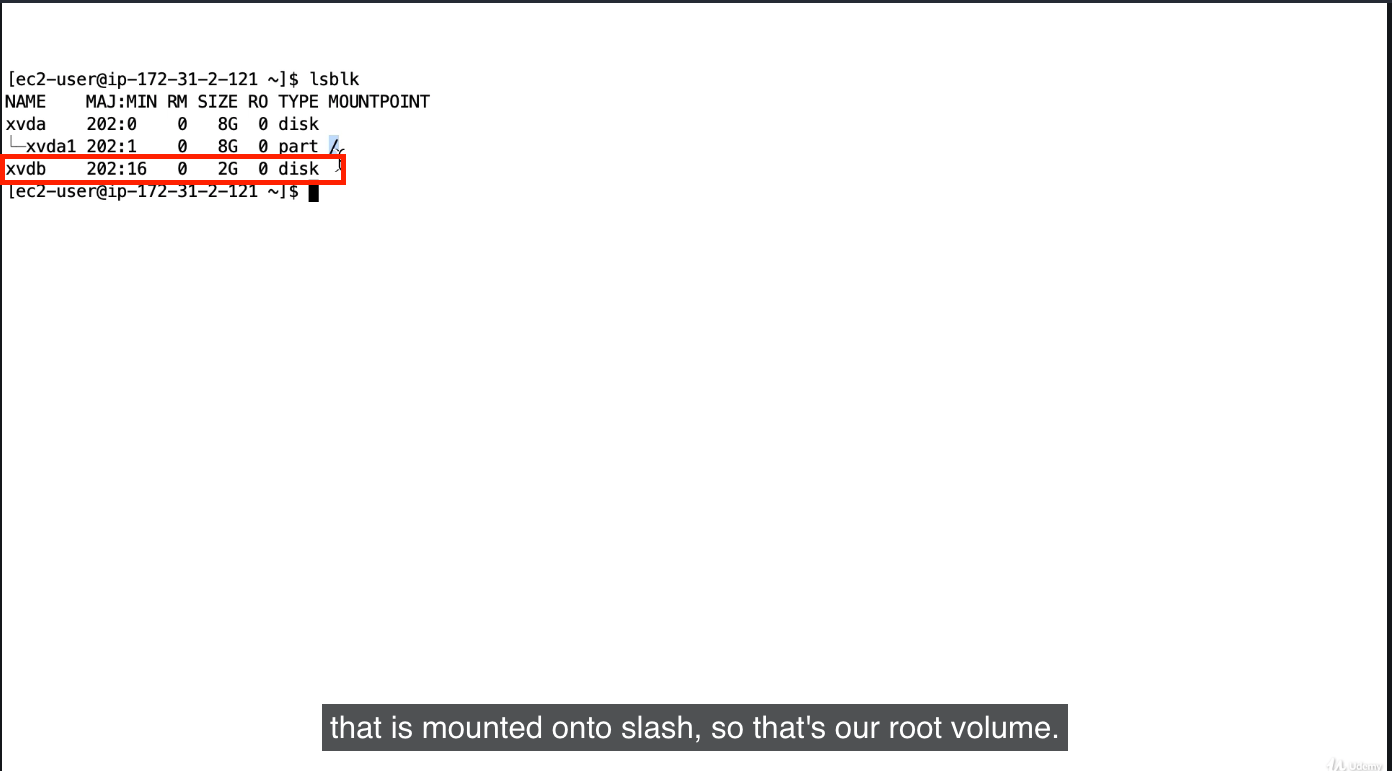 [ec2-user@ip-172-31-2-121 ~]$ lsblk
NAME    MAJ:MIN RM SIZE RO TYPE MOUNTPOINT
xvda    202:0    0   8G  0 disk
└─xvda1 202:1    0   8G  0 part /
xvdb    202:16   0   2G  0 disk
[ec2-user@ip-172-31-2-121 ~]$
that is mounted onto slash, so that's our root volume.
Udemy